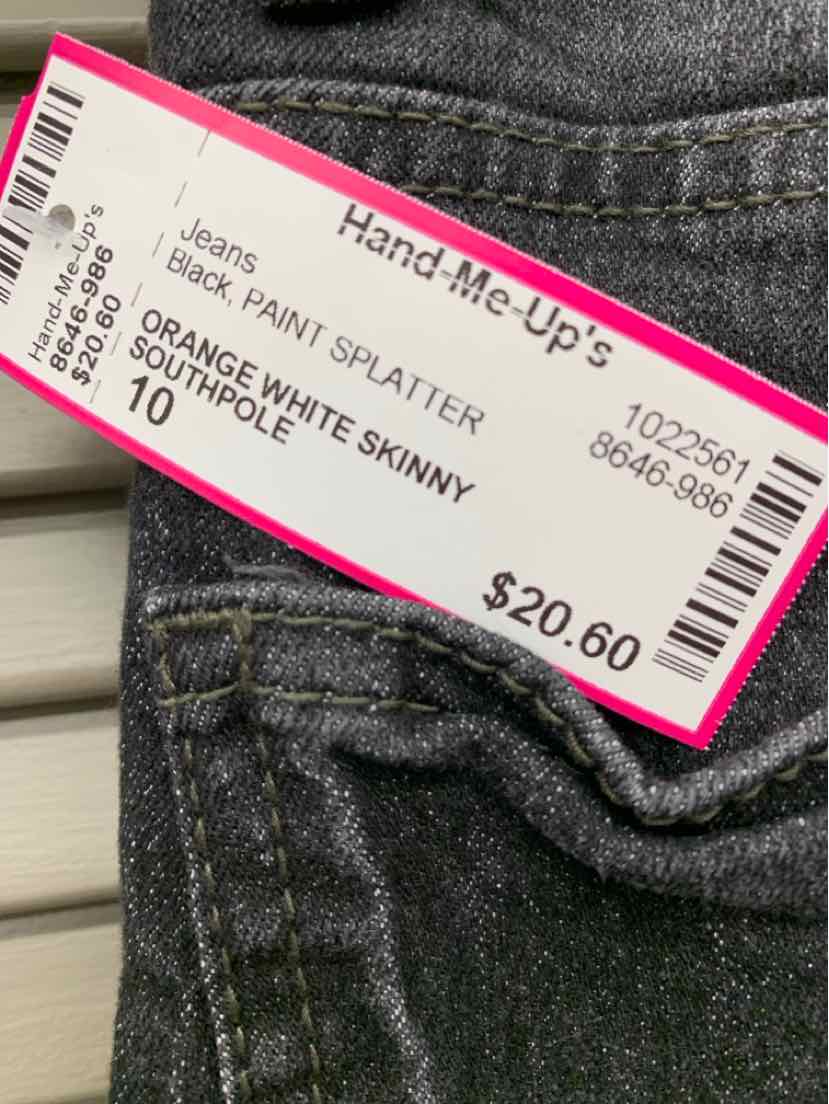 Hand-Me-Up's
8646-986
$20.60
Hand-Me-Up's
Jeans
Black, PAINT SPLATTER
ORANGE WHITE SKINNY
SOUTHPOLE
10
1022561
8646-986
$20.60